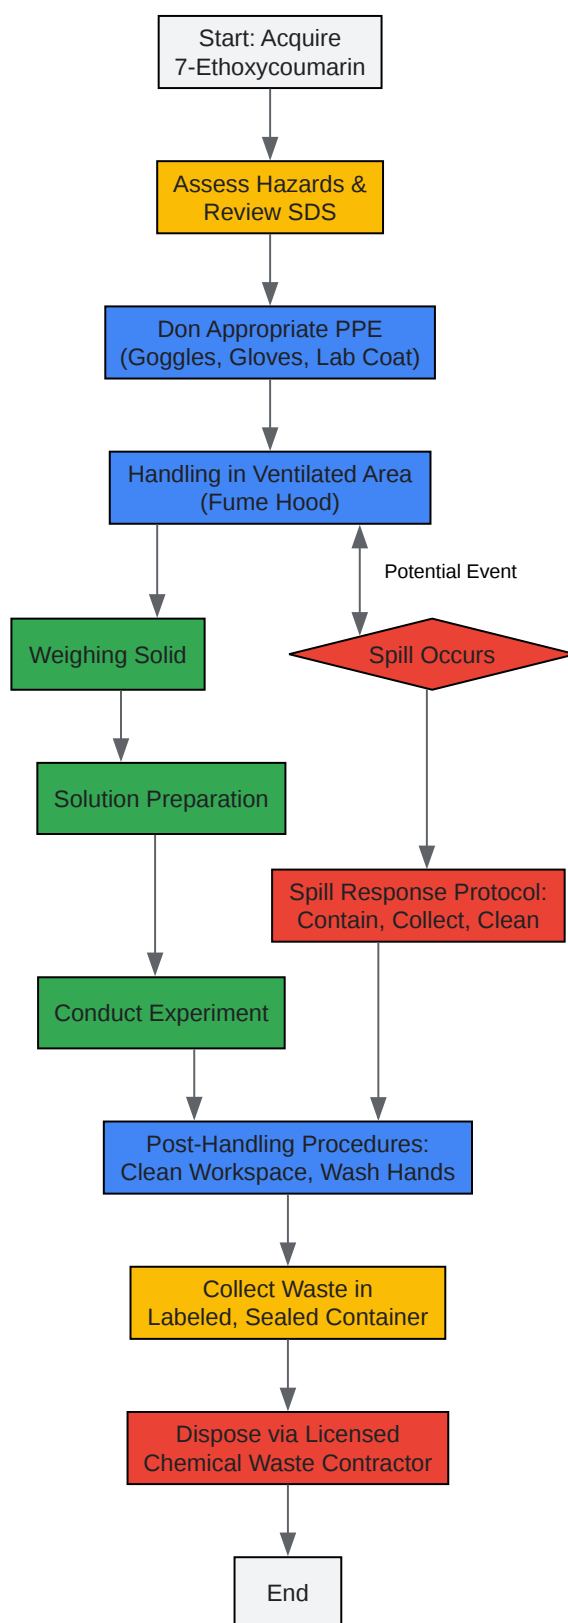 Start: Acquire
7-Ethoxycoumarin
Assess Hazards &
Review SDS
Don Appropriate PPE
(Goggles, Gloves, Lab Coat)
Handling in Ventilated Area
(Fume Hood)
Potential Event
Weighing Solid
Spill Occurs
Solution Preparation
Spill Response Protocol:
Contain, Collect, Clean
Conduct Experiment
Post-Handling Procedures:
Clean Workspace, Wash Hands
Collect Waste in
Labeled, Sealed Container
Dispose via Licensed
Chemical Waste Contractor
End